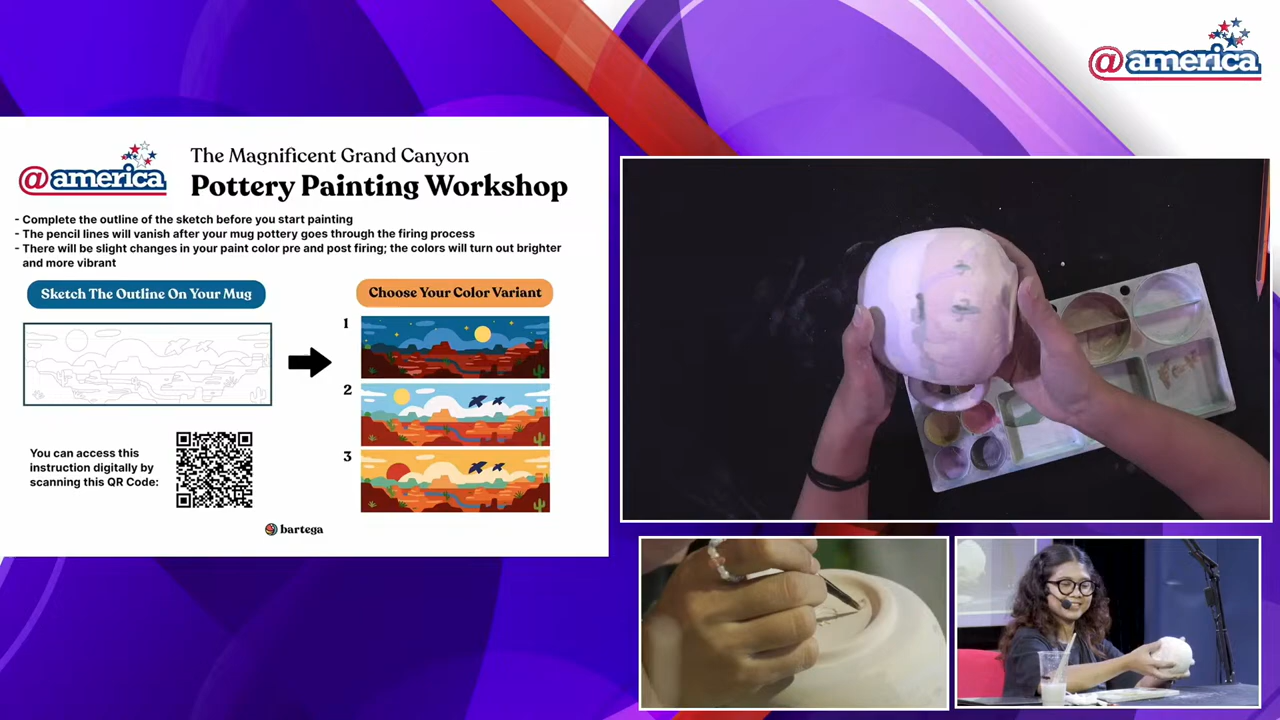 @america
@america
The Magnificent Grand Canyon
Pottery Painting Workshop
- Complete the outline of the sketch before you start painting
- The pencil lines will vanish after your mug pottery goes through the firing process
- There will be slight changes in your paint color pre and post firing; the colors will turn out brighter
and more vibrant
Sketch The Outline On Your Mug
Choose Your Color Variant
1
2
3
You can access this
instruction digitally by
scanning this QR Code:
bartega